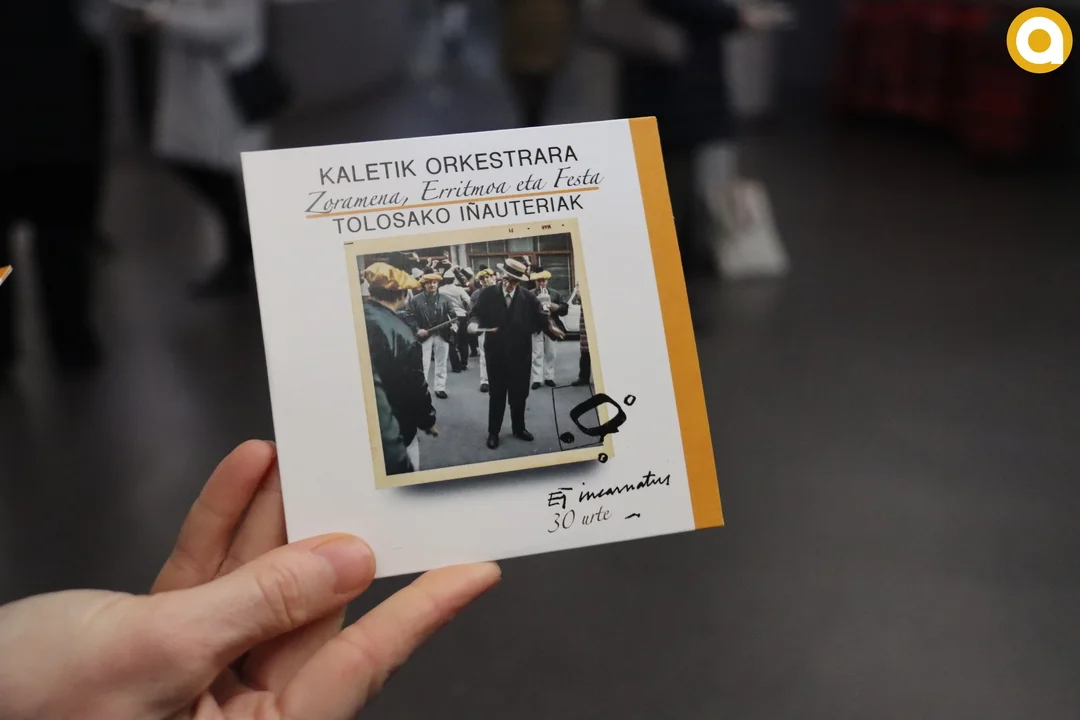 KALETIK ORKESTRARA
Zoramena, Erritmoa eta Festa
TOLOSAKO IÑAUTERIAK
Et incarnatus
30 urte
a